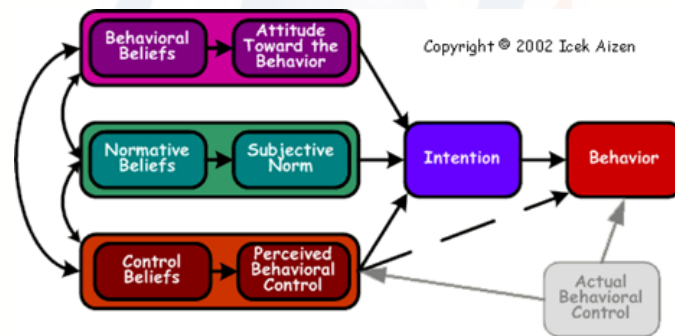 Behavioral
Beliefs
Attitude
Toward the
Behavior
Copyright © 2002 Icek Aizen
Normative
Beliefs
Subjective
Norm
Intention
Behavior
Control
Beliefs
Perceived
Behavioral
Control
Actual
Behavioral
Control